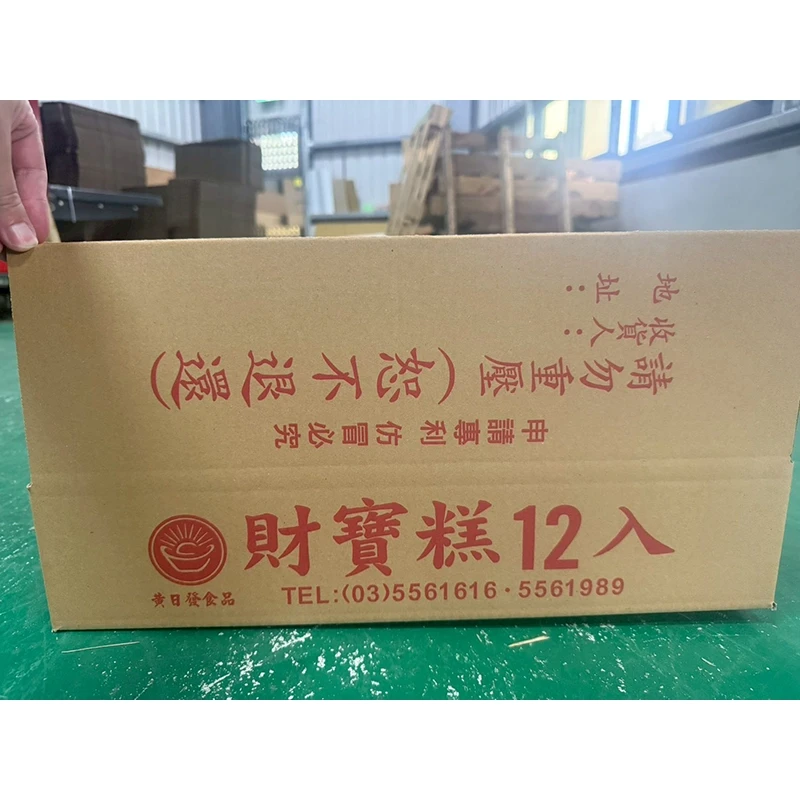 地址：
收貨人：
請勿重壓(恕不退還)
申請專利 仿冒必究
財寶糕12入
黃日發食品
TEL:(03)5561616·5561989